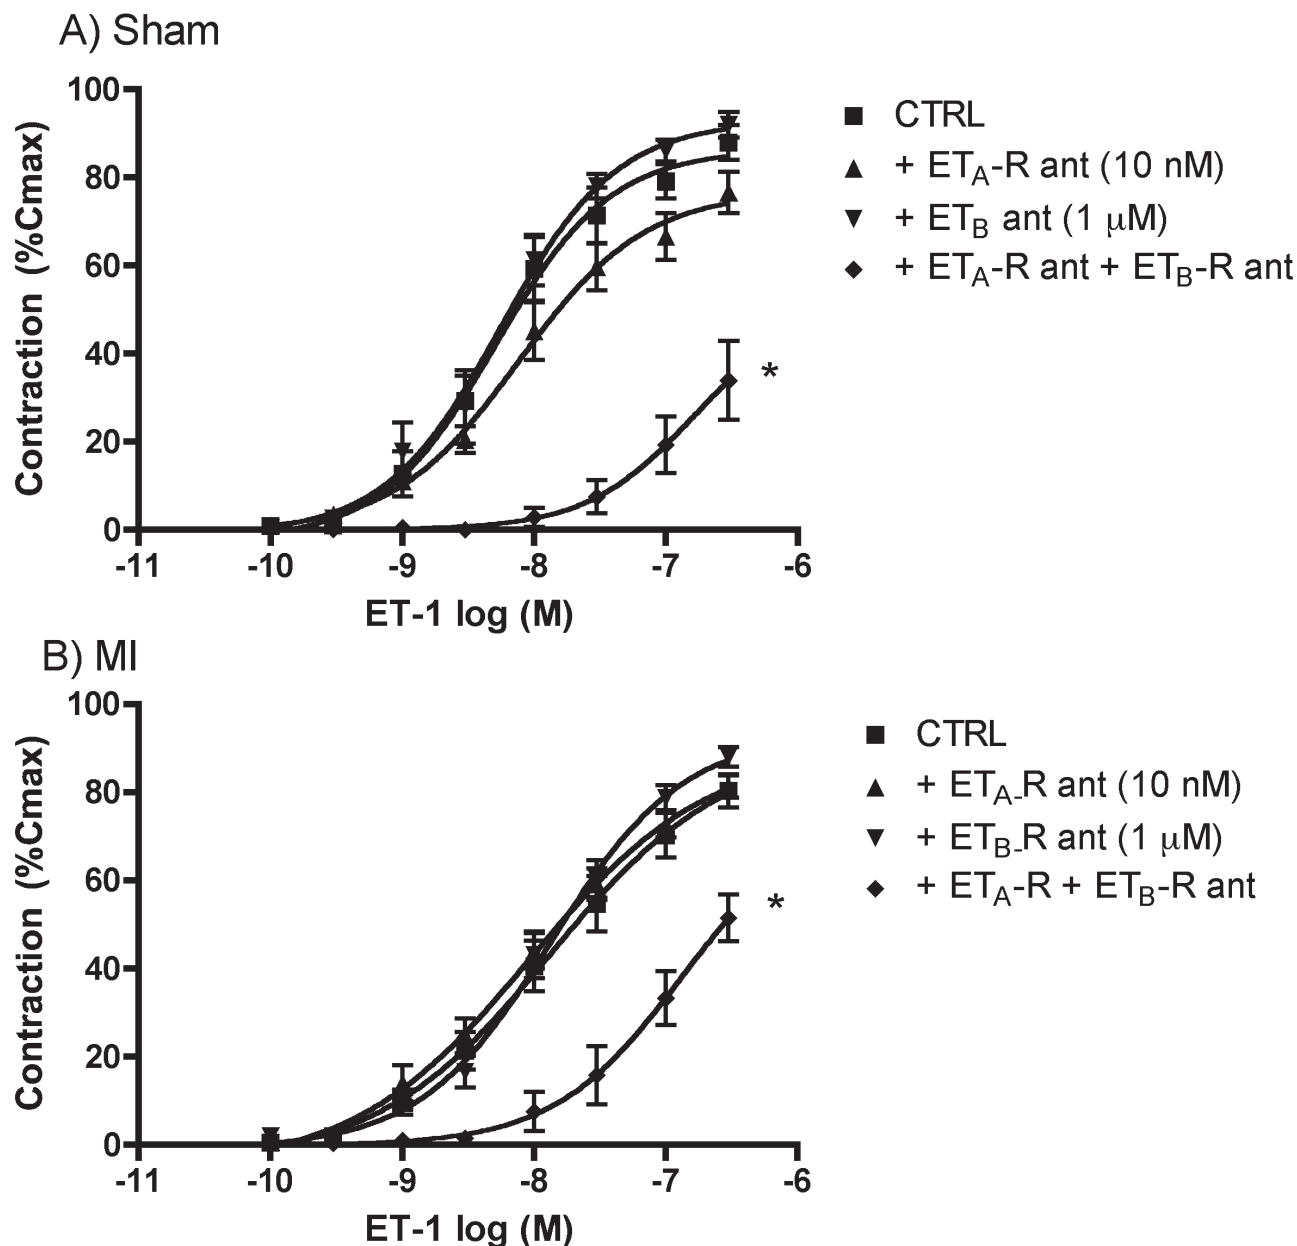 A) Sham
100
80
60
40
20
0
Contraction (%Cmax)
-11 -10 -9 -8 -7 -6
ET-1 log (M)
CTRL
+ ETA-R ant (10 nM)
+ ETB ant (1 μM)
+ ETA-R ant + ETB-R ant
*
B) MI
100
80
60
40
20
0
Contraction (%Cmax)
-11 -10 -9 -8 -7 -6
ET-1 log (M)
CTRL
+ ETA-R ant (10 nM)
+ ETB-R ant (1 μM)
+ ETA-R + ETB-R ant
*